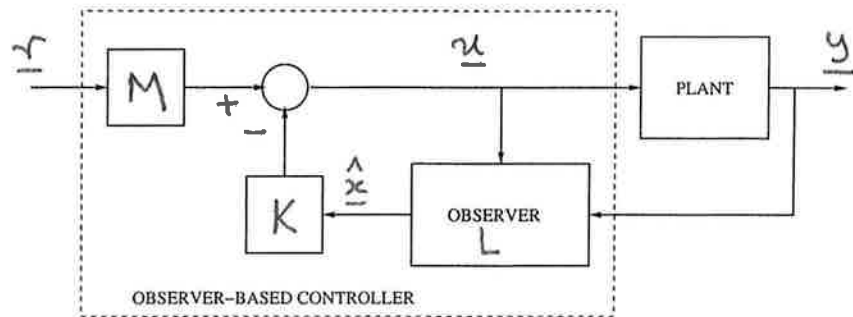 r
u
y
M
+
−
PLANT
x̂
K
OBSERVER
L
OBSERVER–BASED CONTROLLER